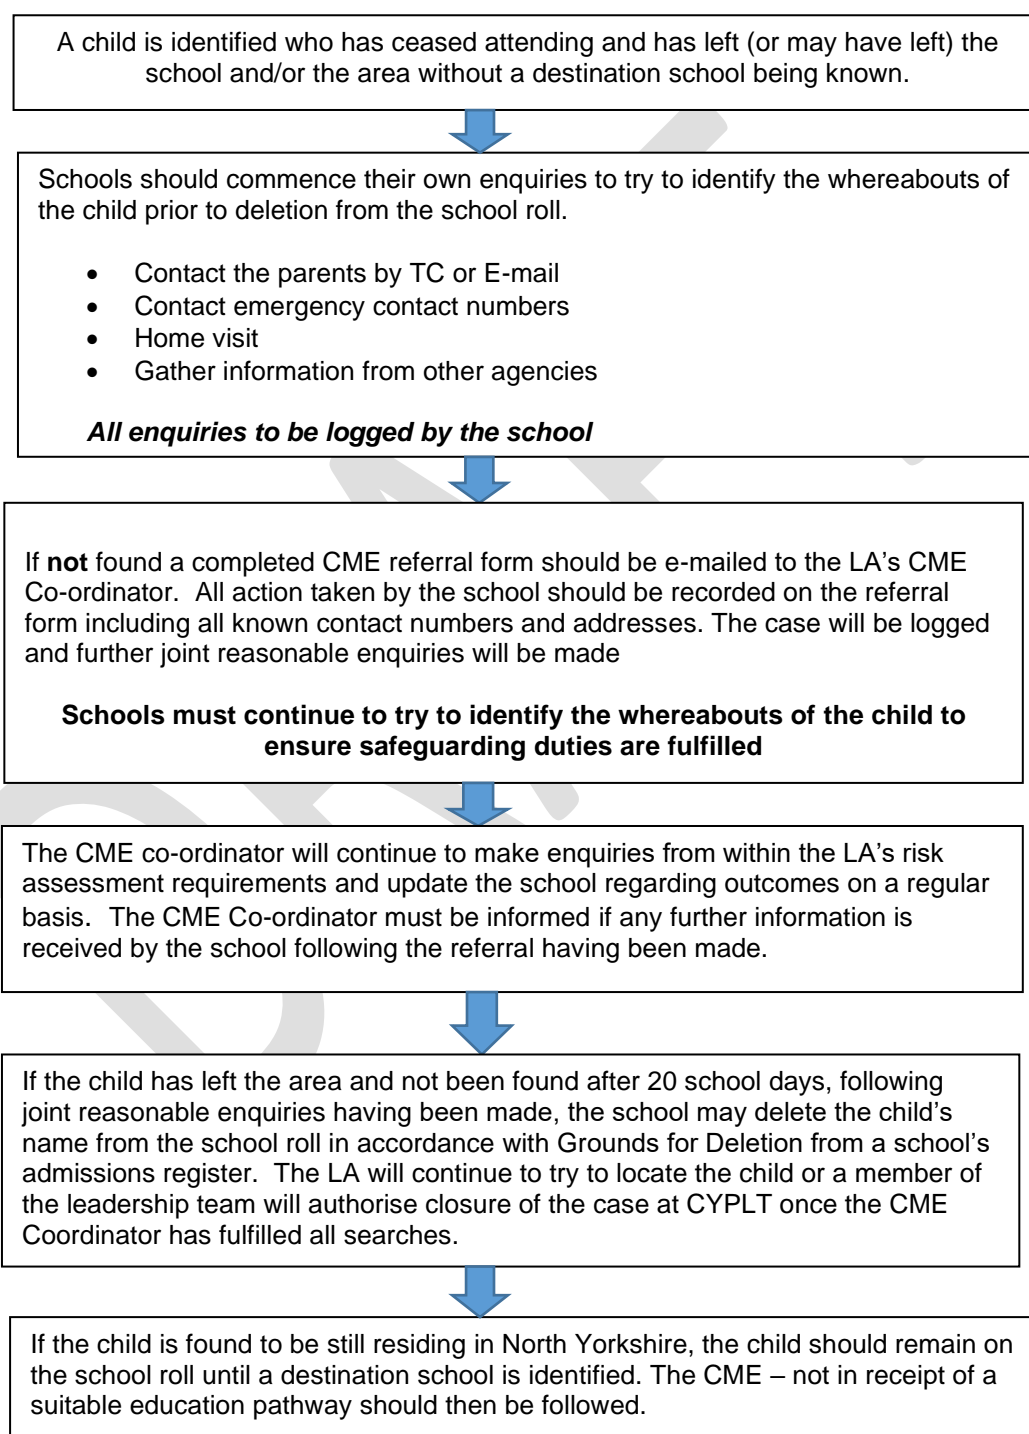 A child is identified who has ceased attending and has left (or may have left) the
school and/or the area without a destination school being known.
Schools should commence their own enquiries to try to identify the whereabouts of
the child prior to deletion from the school roll.
• Contact the parents by TC or E-mail
• Contact emergency contact numbers
• Home visit
• Gather information from other agencies
All enquiries to be logged by the school
If not found a completed CME referral form should be e-mailed to the LA's CME
Co-ordinator.  All action taken by the school should be recorded on the referral
form including all known contact numbers and addresses. The case will be logged
and further joint reasonable enquiries will be made
Schools must continue to try to identify the whereabouts of the child to
ensure safeguarding duties are fulfilled
The CME co-ordinator will continue to make enquiries from within the LA's risk
assessment requirements and update the school regarding outcomes on a regular
basis.  The CME Co-ordinator must be informed if any further information is
received by the school following the referral having been made.
If the child has left the area and not been found after 20 school days, following
joint reasonable enquiries having been made, the school may delete the child's
name from the school roll in accordance with Grounds for Deletion from a school's
admissions register.  The LA will continue to try to locate the child or a member of
the leadership team will authorise closure of the case at CYPLT once the CME
Coordinator has fulfilled all searches.
If the child is found to be still residing in North Yorkshire, the child should remain on
the school roll until a destination school is identified. The CME – not in receipt of a
suitable education pathway should then be followed.